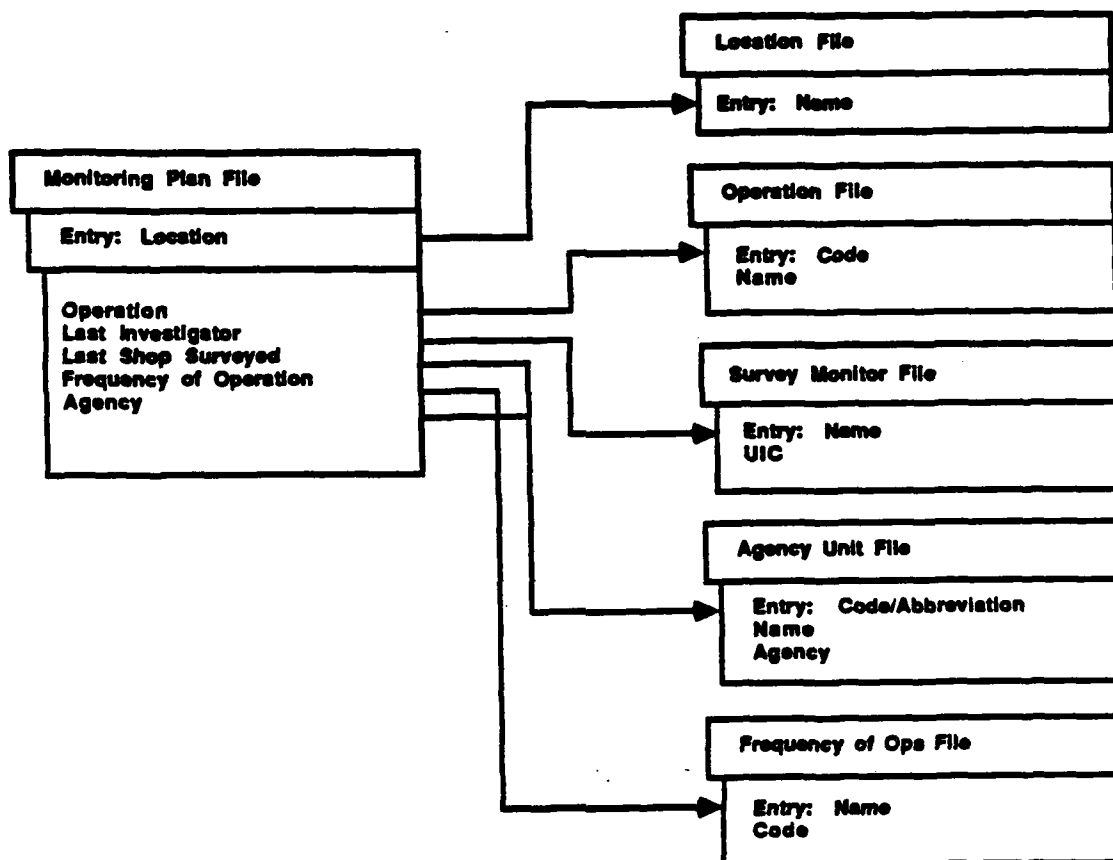 Monitoring Plan File
Entry: Location
Operation
Last Investigator
Last Shop Surveyed
Frequency of Operation
Agency
Location File
Entry: Name
Operation File
Entry: Code
Name
Survey Monitor File
Entry: Name
UIC
Agency Unit File
Entry: Code/Abbreviation
Name
Agency
Frequency of Ops File
Entry: Name
Code